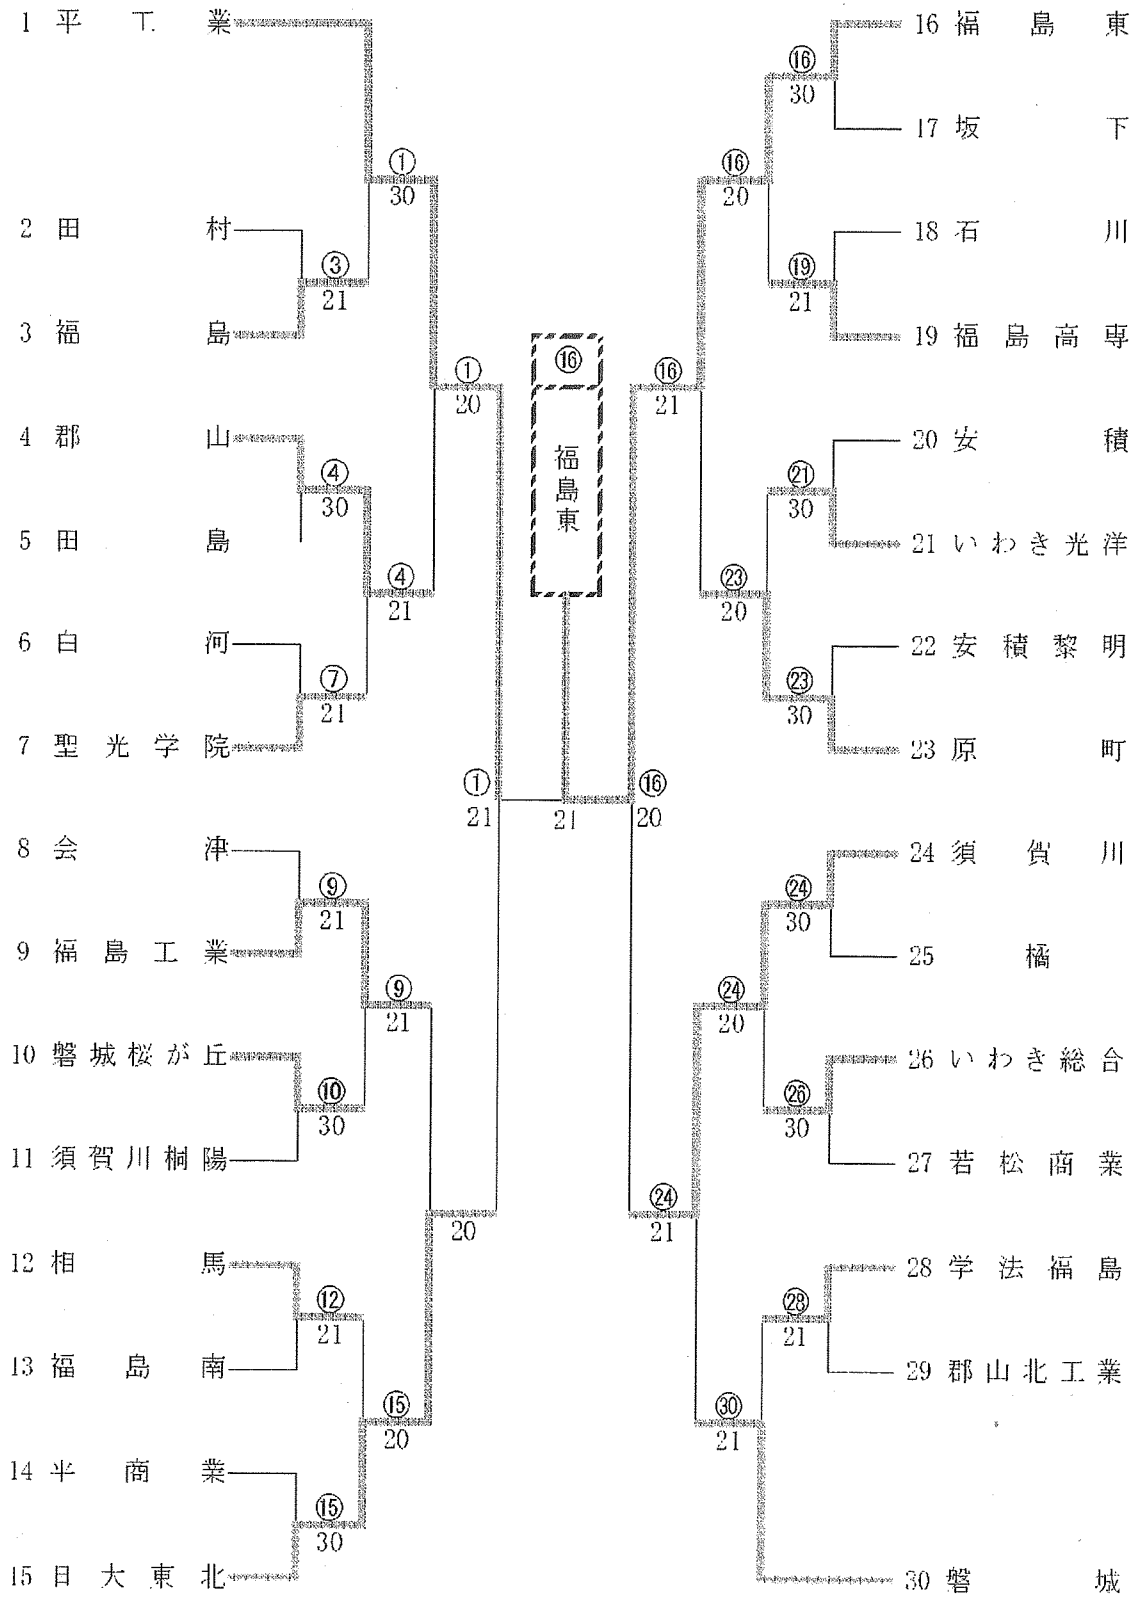 1 平 工 業
2 田 村
3 福 島
4 郡 山
5 田 島
6 白 河
7 聖 光 学 院
8 会 津
9 福 島 工 業
10 磐 城 桜 が 丘
11 須 賀 川 桐 陽
12 相 馬
13 福 島 南
14 平 商 業
15 日 大 東 北
③
21
④
30
⑦
21
⑨
21
⑩
30
⑫
21
⑮
30
①
30
④
21
⑨
21
⑮
20
①
20
20
①
21
⑯
福島東
21
⑯
20
⑯
21
㉔
21
⑯
20
㉓
20
㉔
20
㉚
21
⑯
30
⑲
21
㉑
30
㉓
30
㉔
30
㉖
30
㉘
21
16 福 島 東
17 坂 下
18 石 川
19 福 島 高 専
20 安 積
21 い わ き 光 洋
22 安 積 黎 明
23 原 町
24 須 賀 川
25 橘
26 い わ き 総 合
27 若 松 商 業
28 学 法 福 島
29 郡 山 北 工 業
30 磐 城